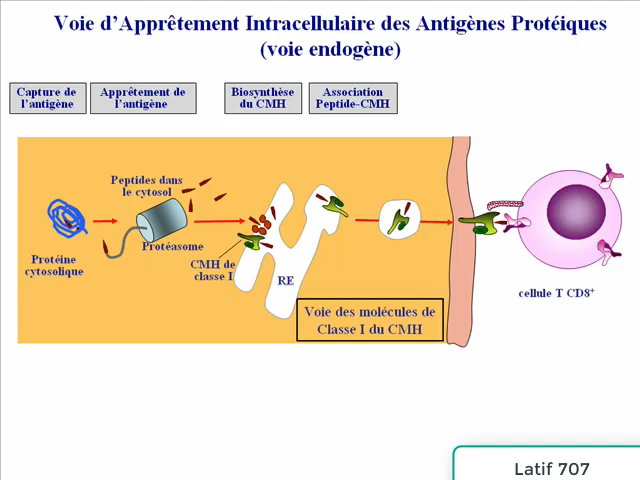 Voie d'Apprêtement Intracellulaire des Antigènes Protéiques
(voie endogène)
Capture de
l'antigène
Apprêtement de
l'antigène
Biosynthèse
du CMH
Association
Peptide-CMH
Peptides dans
le cytosol
Protéasome
Protéine
cytosolique
CMH de
classe I
RE
cellule T CD8+
Voie des molécules de
Classe I du CMH
Latif 707